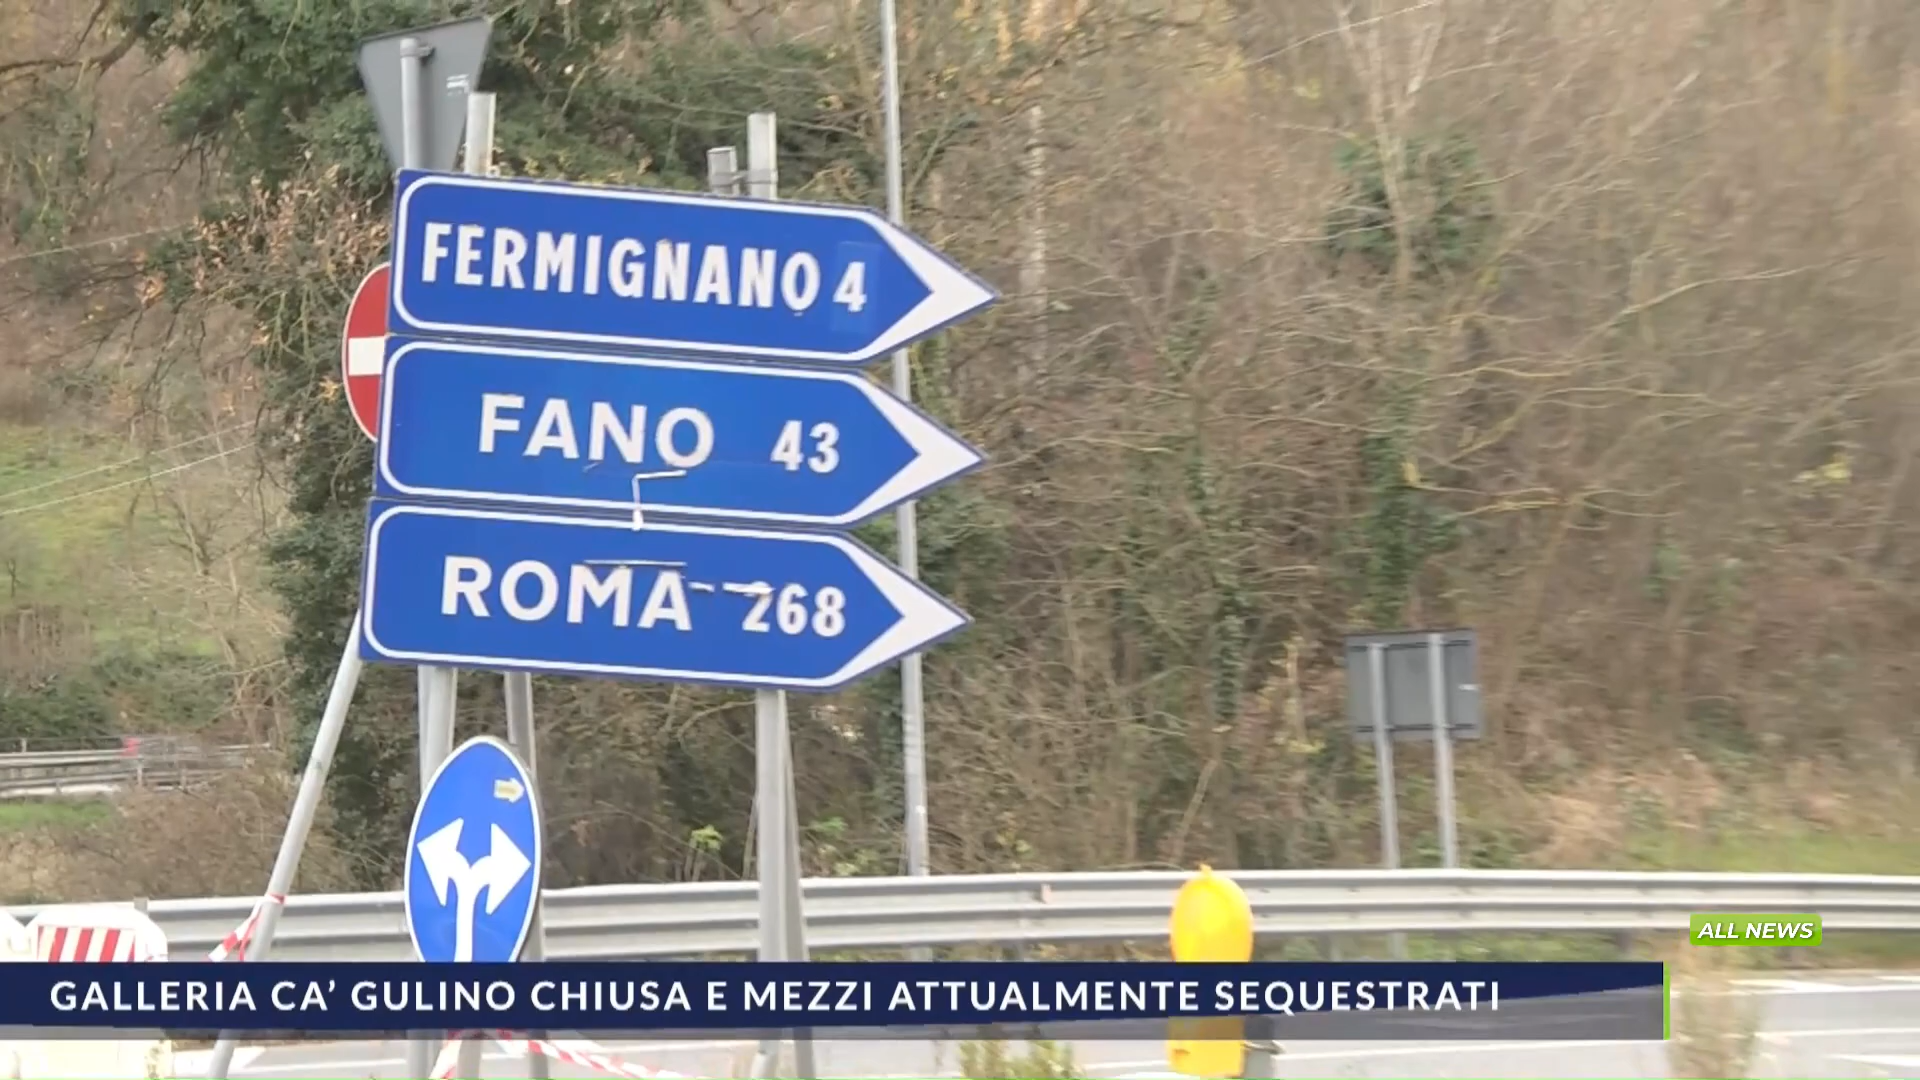 FERMIGNANO 4
FANO 43
ROMA 268
ALL NEWS
GALLERIA CA' GULINO CHIUSA E MEZZI ATTUALMENTE SEQUESTRATI